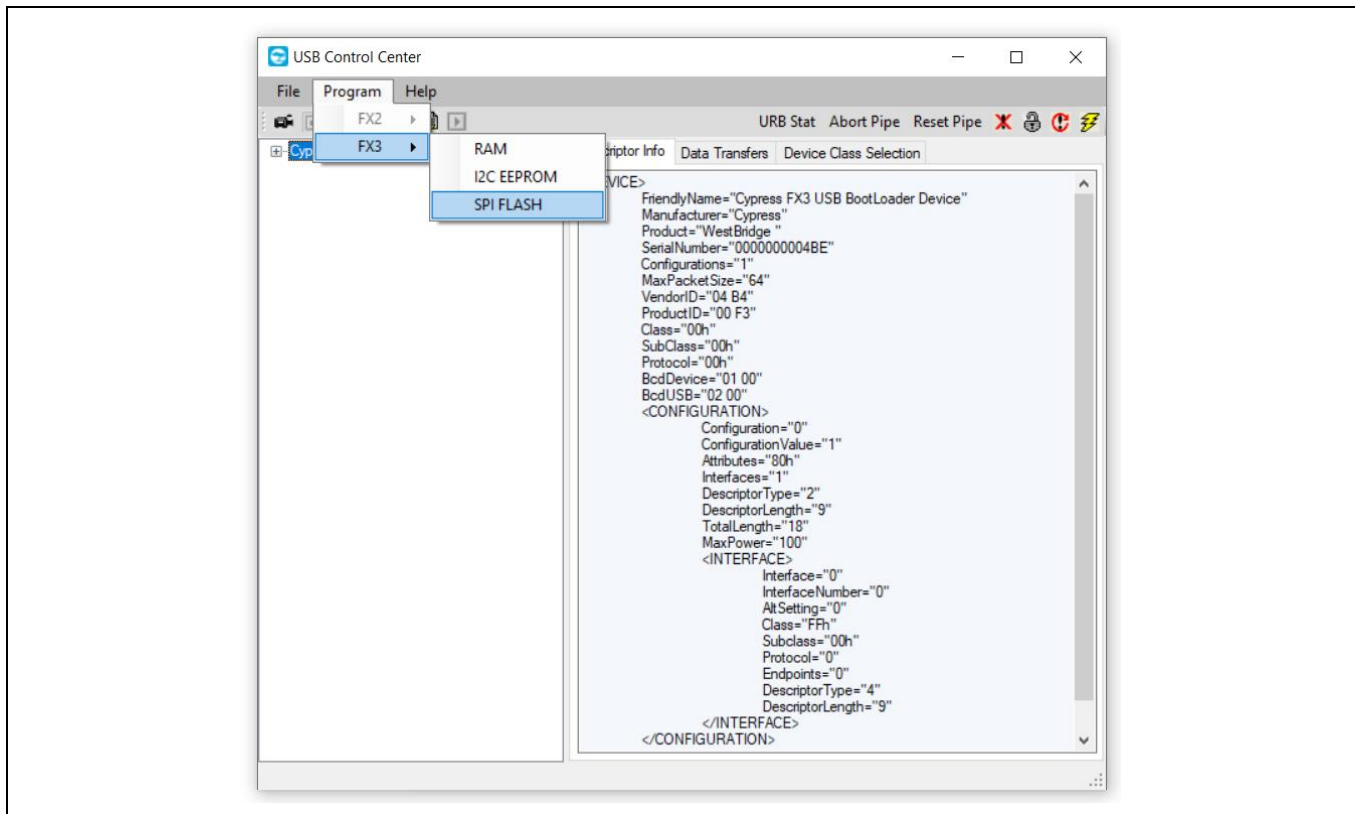 USB Control Center
File Program Help
URB Stat Abort Pipe Reset Pipe
FX2
FX3
RAM
I2C EEPROM
SPI FLASH
Data Transfers Device Class Selection
FriendlyName="Cypress FX3 USB BootLoader Device"
Manufacturer="Cypress"
Product="WestBridge "
SerialNumber="0000000004BE"
Configurations="1"
MaxPacketSize="64"
VendorID="04 B4"
ProductID="00 F3"
Class="00h"
SubClass="00h"
Protocol="00h"
BcdDevice="01 00"
BcdUSB="02 00"
<CONFIGURATION>
Configuration="0"
ConfigurationValue="1"
Attributes="80h"
Interfaces="1"
DescriptorType="2"
DescriptorLength="9"
TotalLength="18"
MaxPower="100"
<INTERFACE>
Interface="0"
InterfaceNumber="0"
AltSetting="0"
Class="FFh"
Subclass="00h"
Protocol="0"
Endpoints="0"
DescriptorType="4"
DescriptorLength="9"
</INTERFACE>
</CONFIGURATION>